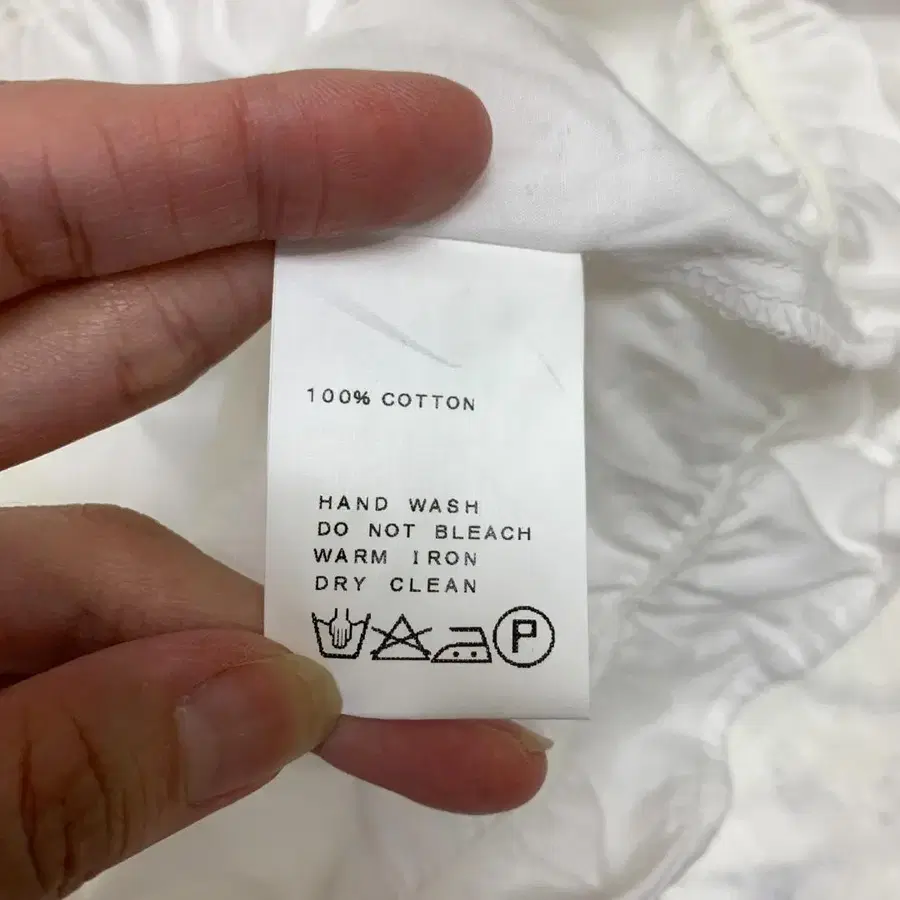 100% COTTON
HAND WASH
DO NOT BLEACH
WARM IRON
DRY CLEAN
P